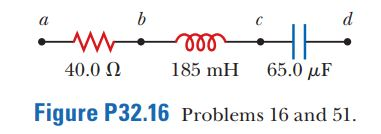 a b c d
40.0 Ω 185 mH 65.0 μF
Figure P32.16 Problems 16 and 51.